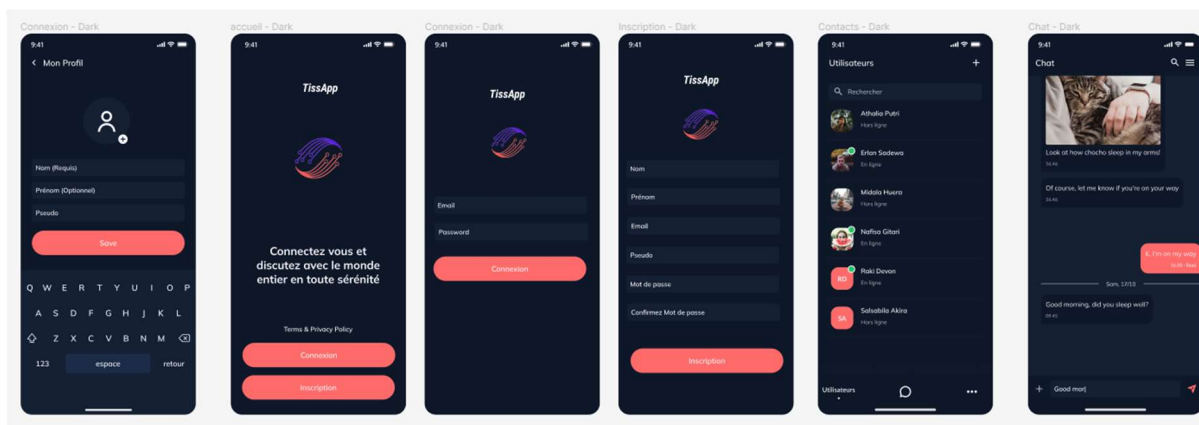 Connexion - Dark
9:41
Mon Profil
Nom (Requis)
Prénom (Optionnel)
Pseudo
Save
Q W E R T Y U I O P
A S D F G H J K L
Z X C V B N M
123 espace retour
accueil - Dark
9:41
TissApp
Connectez vous et
discutez avec le monde
entier en toute sérénité
Terms & Privacy Policy
Connexion
Inscription
Connexion - Dark
9:41
TissApp
Email
Password
Connexion
Inscription - Dark
9:41
TissApp
Nom
Prénom
Email
Pseudo
Mot de passe
Confirmez Mot de passe
Inscription
Contacts - Dark
9:41
Utilisateurs
Rechercher
Athalia Putri
Hors ligne
Erlan Sadewa
En ligne
Midala Huera
Hors ligne
Nafisa Gitari
En ligne
RD
Raki Devon
En ligne
SA
Salsabila Akira
Hors ligne
Utilisateurs
Chat - Dark
9:41
Chat
Look at how chocho sleep in my arms!
16.46
Of course, let me know if you're on your way
16.46
K, I'm on my way
16.50 · Read
Sam, 17/10
Good morning, did you sleep well?
09:45
Good mor